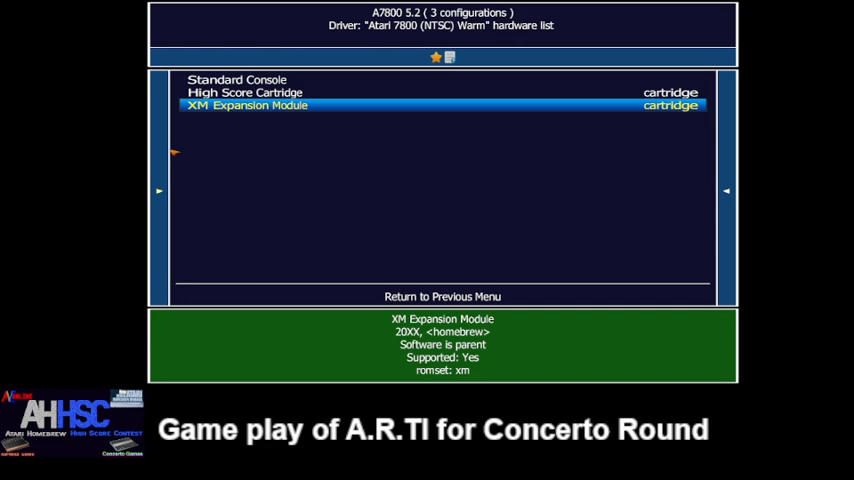 A7800 5.2 ( 3 configurations )
Driver: "Atari 7800 (NTSC) Warm" hardware list
Standard Console
High Score Cartridge cartridge
XM Expansion Module cartridge
Return to Previous Menu
XM Expansion Module
20XX, <homebrew>
Software is parent
Supported: Yes
romset: xm
AHHSC
Atari Homebrew High Score Contest
Concerto Games
Game play of A.R.TI for Concerto Round